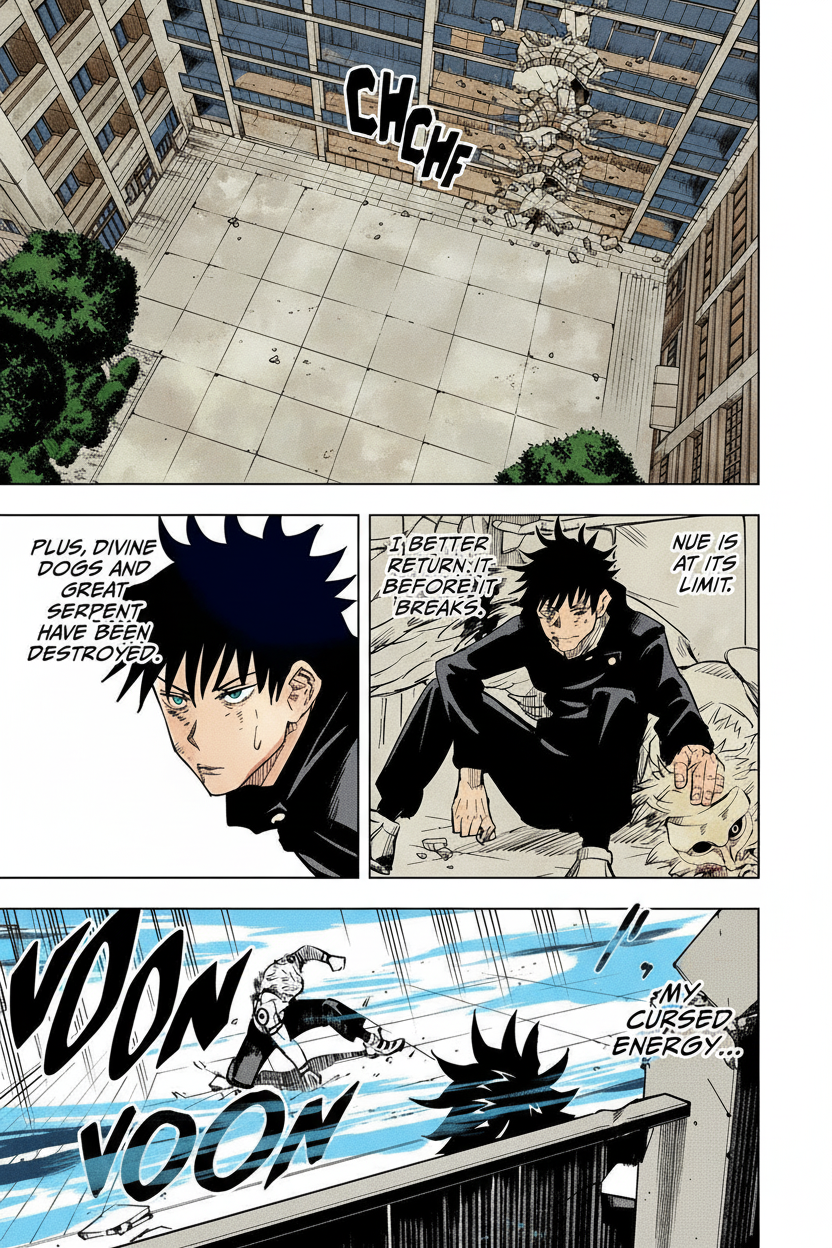 CHCHF
NUE IS
AT ITS
LIMIT.
I BETTER
RETURN IT
BEFORE IT
BREAKS.
PLUS, DIVINE
DOGS AND
GREAT
SERPENT
HAVE BEEN
DESTROYED.
MY
CURSED
ENERGY...
VOON
VOON